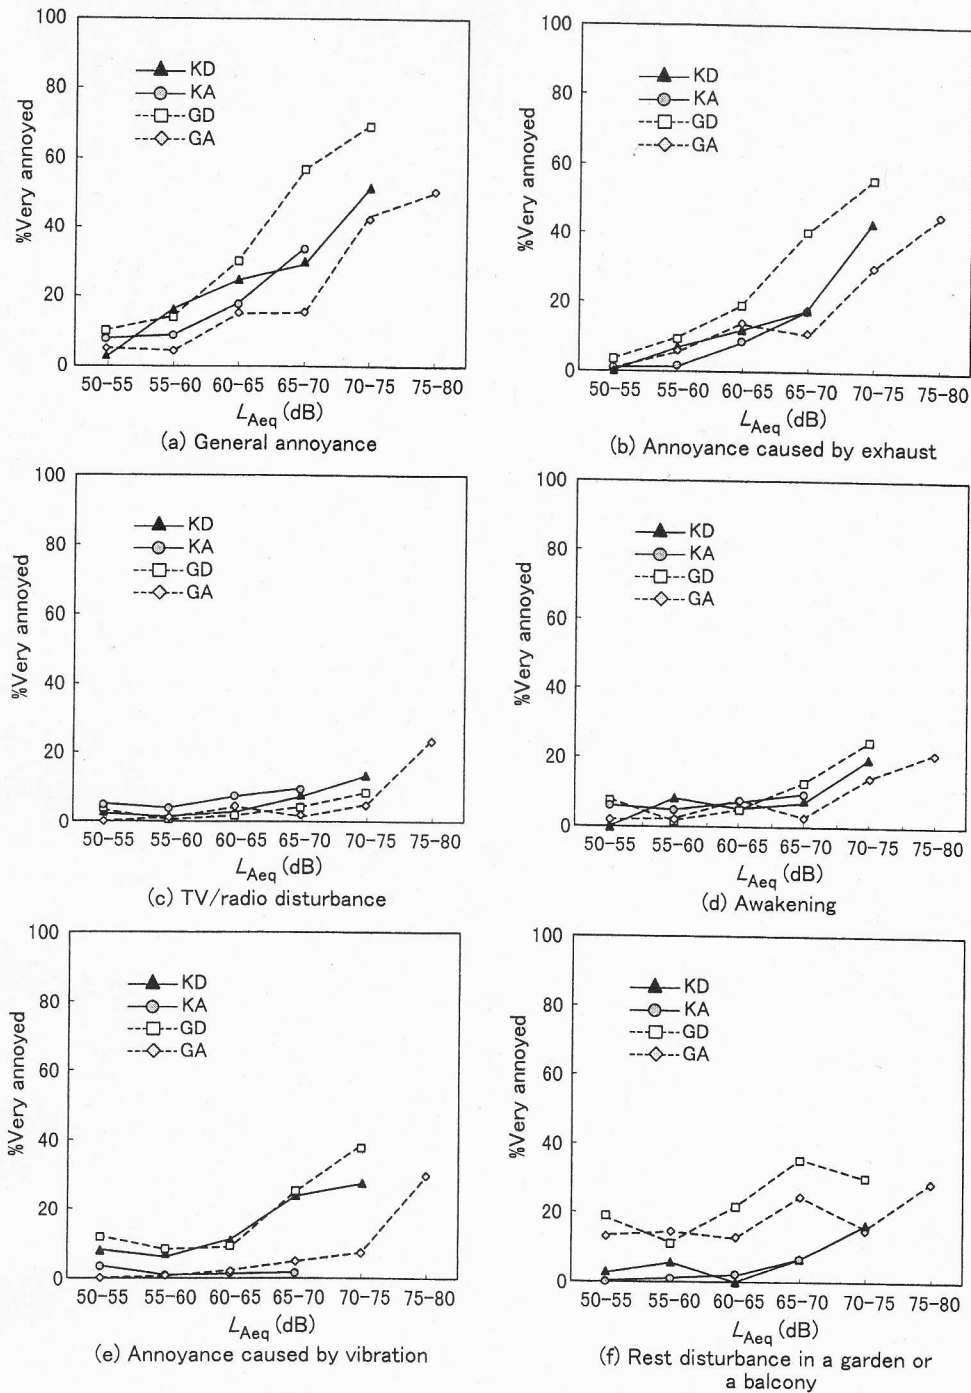 100
80
60
40
20
0
%Very annoyed
KD
KA
GD
GA
50-55 55-60 60-65 65-70 70-75 75-80
LAeq (dB)
(a) General annoyance
100
80
60
40
20
0
%Very annoyed
KD
KA
GD
GA
50-55 55-60 60-65 65-70 70-75 75-80
LAeq (dB)
(b) Annoyance caused by exhaust
100
80
60
40
20
0
%Very annoyed
KD
KA
GD
GA
50-55 55-60 60-65 65-70 70-75 75-80
LAeq (dB)
(c) TV/radio disturbance
100
80
60
40
20
0
%Very annoyed
KD
KA
GD
GA
50-55 55-60 60-65 65-70 70-75 75-80
LAeq (dB)
(d) Awakening
100
80
60
40
20
0
%Very annoyed
KD
KA
GD
GA
50-55 55-60 60-65 65-70 70-75 75-80
LAeq (dB)
(e) Annoyance caused by vibration
100
80
60
40
20
0
%Very annoyed
KD
KA
GD
GA
50-55 55-60 60-65 65-70 70-75 75-80
LAeq (dB)
(f) Rest disturbance in a garden or
a balcony